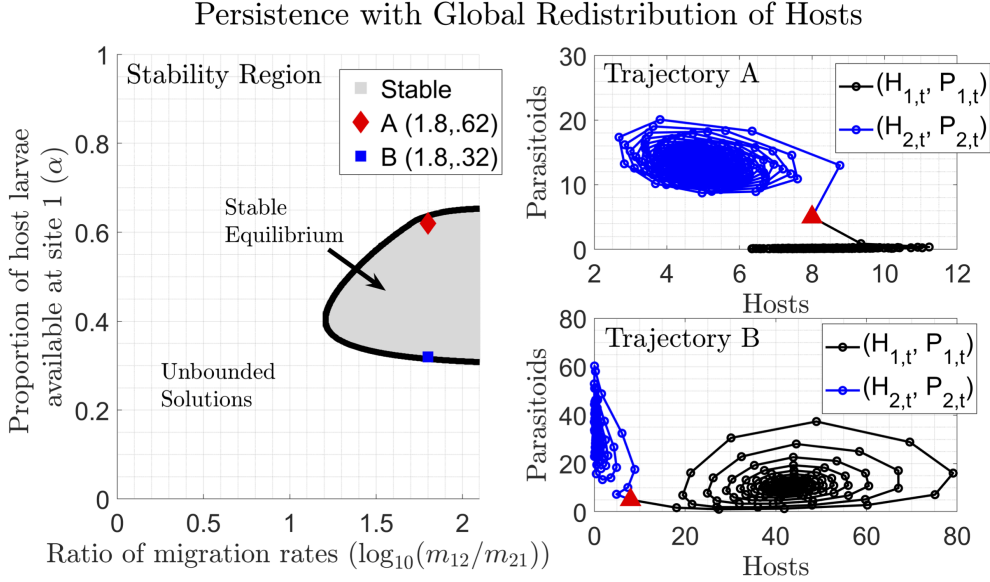 Persistence with Global Redistribution of Hosts
Proportion of host larvae
available at site 1 (α)
1
0.8
0.6
0.4
0.2
0
Stability Region
Stable
A (1.8,.62)
B (1.8,.32)
Stable
Equilibrium
Unbounded
Solutions
0
0.5
1
1.5
2
Ratio of migration rates (log10(m12/m21))
Parasitoids
30
20
10
0
Trajectory A
(H1,t, P1,t)
(H2,t, P2,t)
2
4
6
8
10
12
Hosts
Parasitoids
80
60
40
20
0
Trajectory B
(H1,t, P1,t)
(H2,t, P2,t)
0
20
40
60
80
Hosts